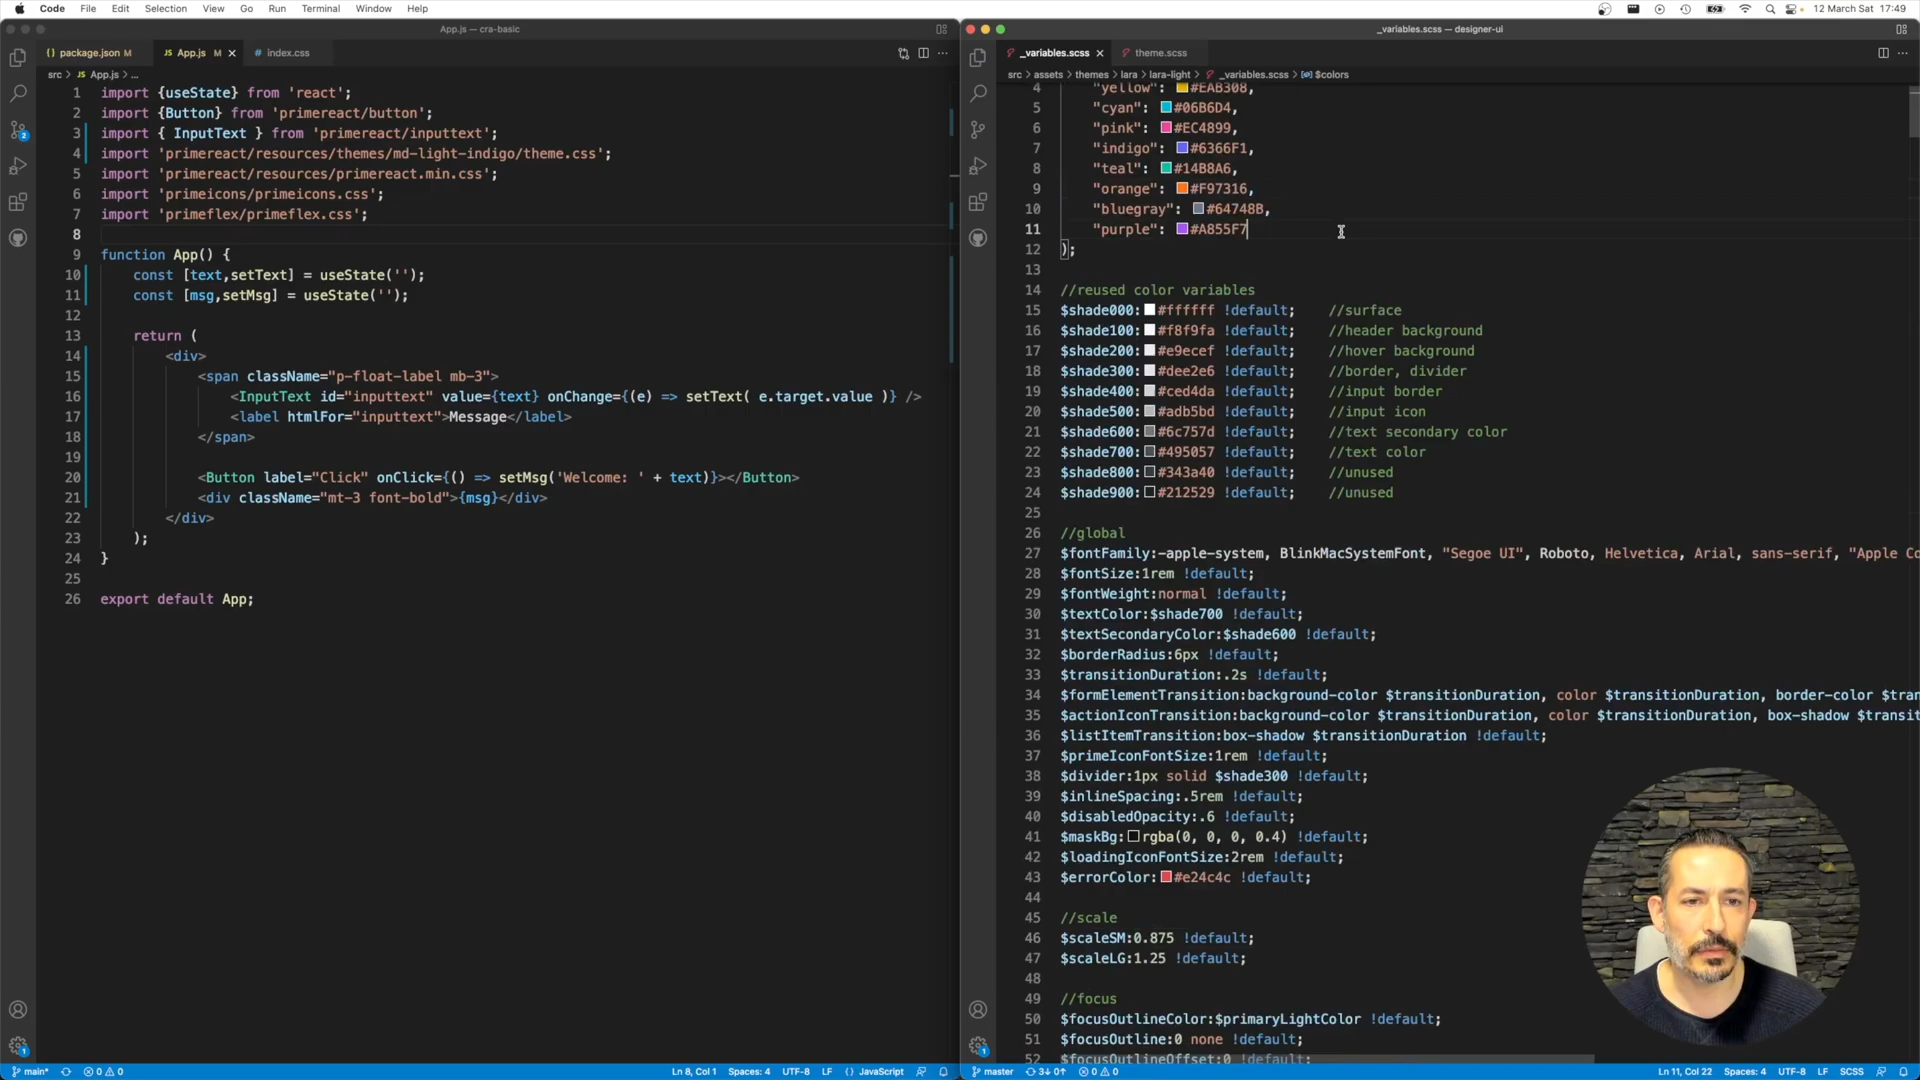 Code File Edit Selection View Go Run Terminal Window Help 12 March Sat 17:49
App.js — cra-basic
package.json M App.js M index.css
src > App.js > ...
1 import {useState} from 'react';
2 import {Button} from 'primereact/button';
3 import { InputText } from 'primereact/inputtext';
4 import 'primereact/resources/themes/md-light-indigo/theme.css';
5 import 'primereact/resources/primereact.min.css';
6 import 'primeicons/primeicons.css';
7 import 'primeflex/primeflex.css';
8
9 function App() {
10 const [text,setText] = useState('');
11 const [msg,setMsg] = useState('');
12
13 return (
14 <div>
15 <span className="p-float-label mb-3">
16 <InputText id="inputtext" value={text} onChange={(e) => setText( e.target.value )} />
17 <label htmlFor="inputtext">Message</label>
18 </span>
19
20 <Button label="Click" onClick={() => setMsg('Welcome: ' + text)}></Button>
21 <div className="mt-3 font-bold">{msg}</div>
22 </div>
23 );
24 }
25
26 export default App;
main* 0 0 Ln 8, Col 1 Spaces: 4 UTF-8 LF {} JavaScript
_variables.scss — designer-ui
_variables.scss theme.scss
src > assets > themes > lara > lara-light > _variables.scss > $colors
4 "yellow": #EAB308,
5 "cyan": #06B6D4,
6 "pink": #EC4899,
7 "indigo": #6366F1,
8 "teal": #14B8A6,
9 "orange": #F97316,
10 "bluegray": #64748B,
11 "purple": #A855F7
12 );
13
14 //reused color variables
15 $shade000:#ffffff !default; //surface
16 $shade100:#f8f9fa !default; //header background
17 $shade200:#e9ecef !default; //hover background
18 $shade300:#dee2e6 !default; //border, divider
19 $shade400:#ced4da !default; //input border
20 $shade500:#adb5bd !default; //input icon
21 $shade600:#6c757d !default; //text secondary color
22 $shade700:#495057 !default; //text color
23 $shade800:#343a40 !default; //unused
24 $shade900:#212529 !default; //unused
25
26 //global
27 $fontFamily:-apple-system, BlinkMacSystemFont, "Segoe UI", Roboto, Helvetica, Arial, sans-serif, "Apple Co
28 $fontSize:1rem !default;
29 $fontWeight:normal !default;
30 $textColor:$shade700 !default;
31 $textSecondaryColor:$shade600 !default;
32 $borderRadius:6px !default;
33 $transitionDuration:.2s !default;
34 $formElementTransition:background-color $transitionDuration, color $transitionDuration, border-color $tran
35 $actionIconTransition:background-color $transitionDuration, color $transitionDuration, box-shadow $transit
36 $listItemTransition:box-shadow $transitionDuration !default;
37 $primeIconFontSize:1rem !default;
38 $divider:1px solid $shade300 !default;
39 $inlineSpacing:.5rem !default;
40 $disabledOpacity:.6 !default;
41 $maskBg:rgba(0, 0, 0, 0.4) !default;
42 $loadingIconFontSize:2rem !default;
43 $errorColor:#e24c4c !default;
44
45 //scale
46 $scaleSM:0.875 !default;
47 $scaleLG:1.25 !default;
48
49 //focus
50 $focusOutlineColor:$primaryLightColor !default;
51 $focusOutline:0 none !default;
52 $focusOutlineOffset:0 !default;
master 3↓ 0↑ 0 0 Ln 11, Col 22 Spaces: 4 UTF-8 LF SCSS